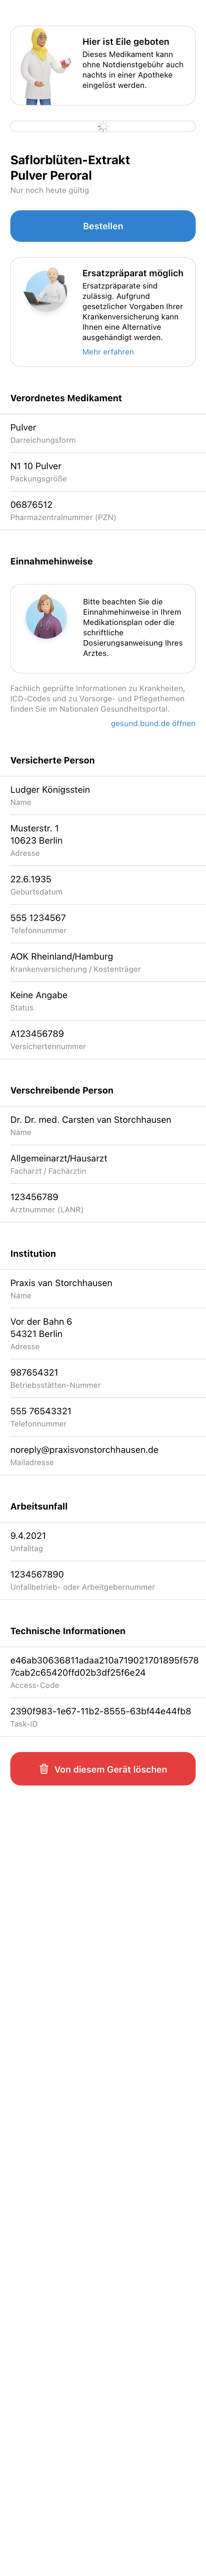 Hier ist Eile geboten
Dieses Medikament kann
ohne Notdienstgebühr auch
nachts in einer Apotheke
eingelöst werden.
Saflorblüten-Extrakt
Pulver Peroral
Nur noch heute gültig
Bestellen
Ersatzpräparat möglich
Ersatzpräparate sind
zulässig. Aufgrund
gesetzlicher Vorgaben Ihrer
Krankenversicherung kann
Ihnen eine Alternative
ausgehändigt werden.
Mehr erfahren
Verordnetes Medikament
Pulver
Darreichungsform
N1 10 Pulver
Packungsgröße
06876512
Pharmazentralnummer (PZN)
Einnahmehinweise
Bitte beachten Sie die
Einnahmehinweise in Ihrem
Medikationsplan oder die
schriftliche
Dosierungsanweisung Ihres
Arztes.
Fachlich geprüfte Informationen zu Krankheiten,
ICD-Codes und zu Vorsorge- und Pflegethemen
finden Sie im Nationalen Gesundheitsportal.
gesund.bund.de öffnen
Versicherte Person
Ludger Königsstein
Name
Musterstr. 1
10623 Berlin
Adresse
22.6.1935
Geburtsdatum
555 1234567
Telefonnummer
AOK Rheinland/Hamburg
Krankenversicherung / Kostenträger
Keine Angabe
Status
A123456789
Versichertennummer
Verschreibende Person
Dr. Dr. med. Carsten van Storchhausen
Name
Allgemeinarzt/Hausarzt
Facharzt / Fachärztin
123456789
Arztnummer (LANR)
Institution
Praxis van Storchhausen
Name
Vor der Bahn 6
54321 Berlin
Adresse
987654321
Betriebsstätten-Nummer
555 76543321
Telefonnummer
noreply@praxisvonstorchhausen.de
Mailadresse
Arbeitsunfall
9.4.2021
Unfalltag
1234567890
Unfallbetrieb- oder Arbeitgebernummer
Technische Informationen
e46ab30636811adaa210a719021701895f578
7cab2c65420ffd02b3df25f6e24
Access-Code
2390f983-1e67-11b2-8555-63bf44e44fb8
Task-ID
Von diesem Gerät löschen